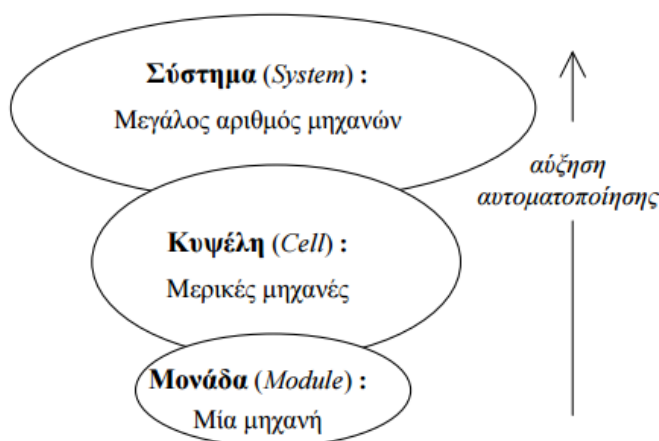 Σύστημα (System) :
Μεγάλος αριθμός μηχανών
αύξηση
αυτοματοποίησης
Κυψέλη (Cell) :
Μερικές μηχανές
Μονάδα (Module) :
Μία μηχανή